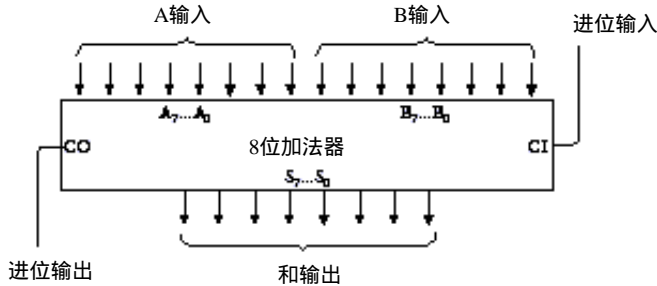 A输入 B输入 进位输入
A7...A0 B7...B0
CO 8位加法器 CI
S7...S0
进位输出 和输出